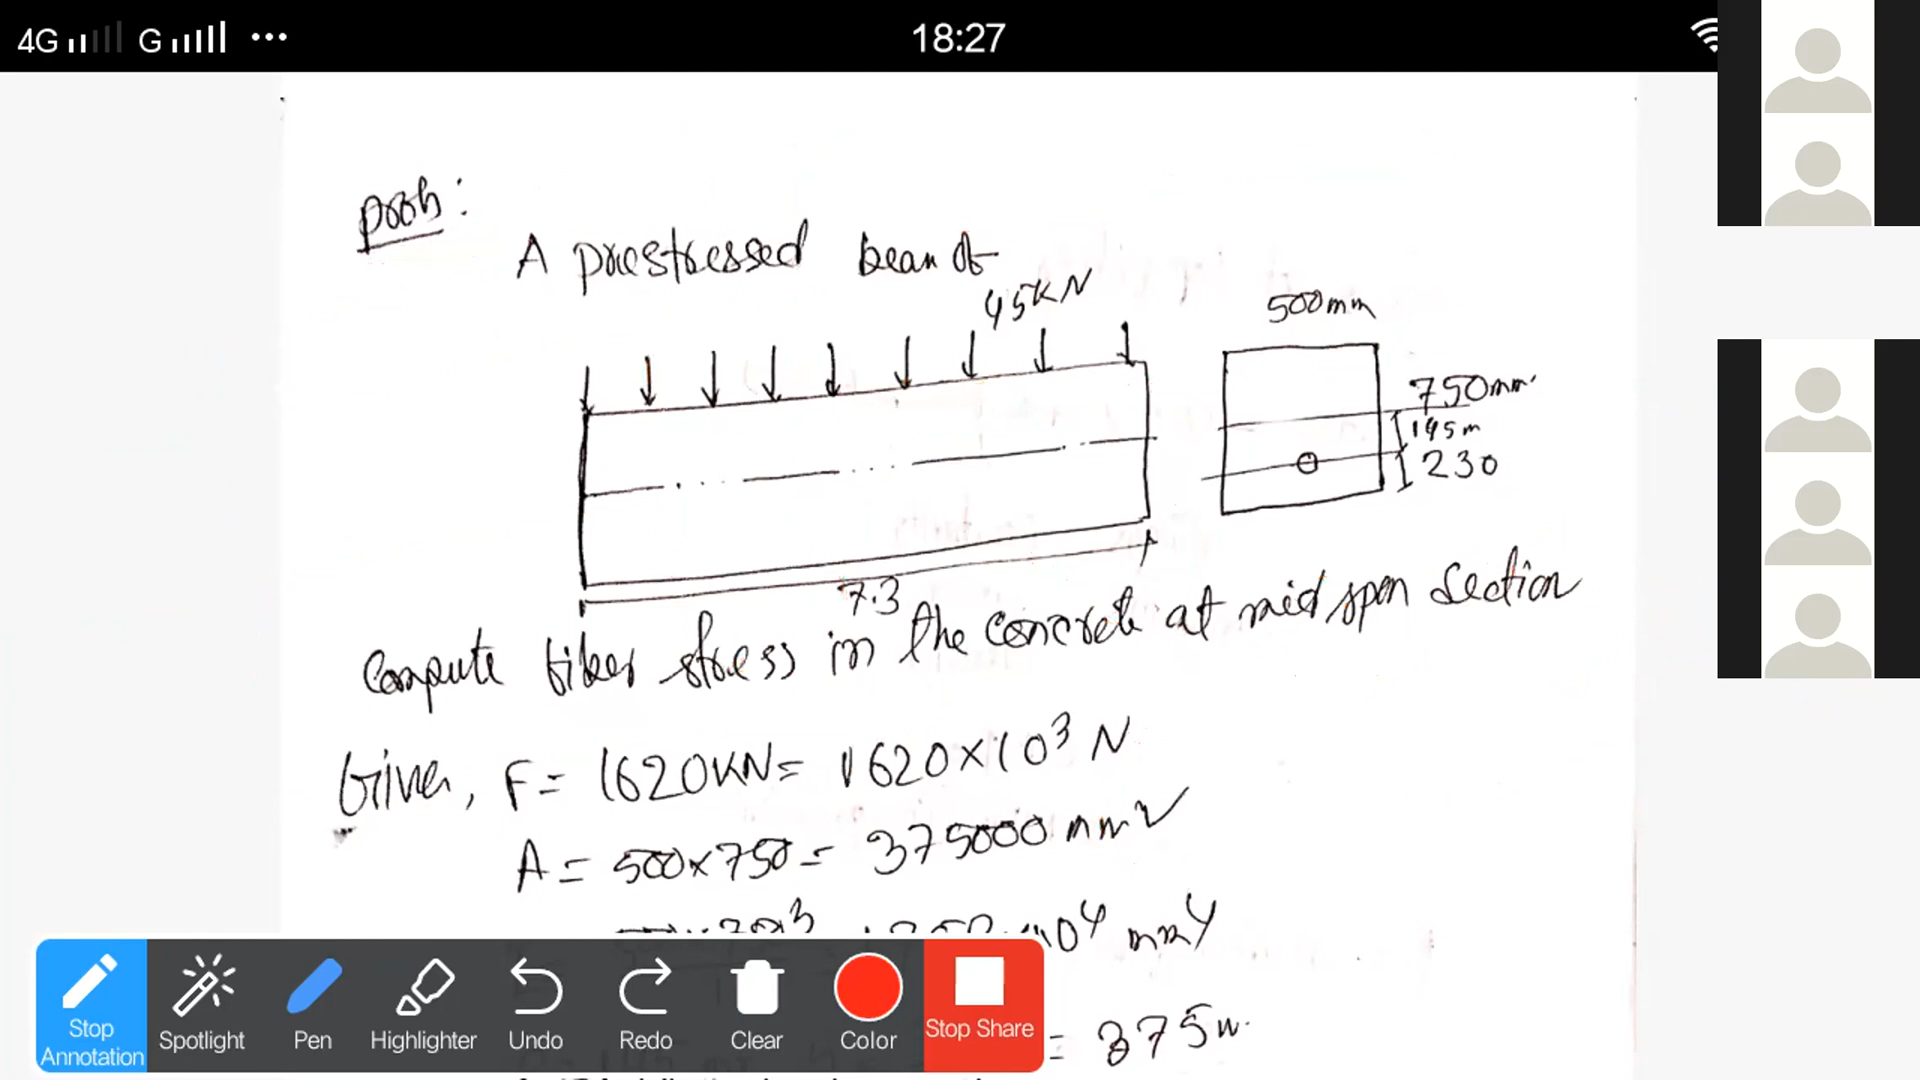 4G G ••• 18:27
prob:
A prestressed beam of
45KN
500mm
750mm
145m
230
7.3
Compute fiber stress in the concrete at mid span section
Given, F = 1620KN = 1620×10³ N
A = 500×750 = 375000 mm²
10⁴ mm⁴
= 375m
Stop Annotation
Spotlight
Pen
Highlighter
Undo
Redo
Clear
Color
Stop Share